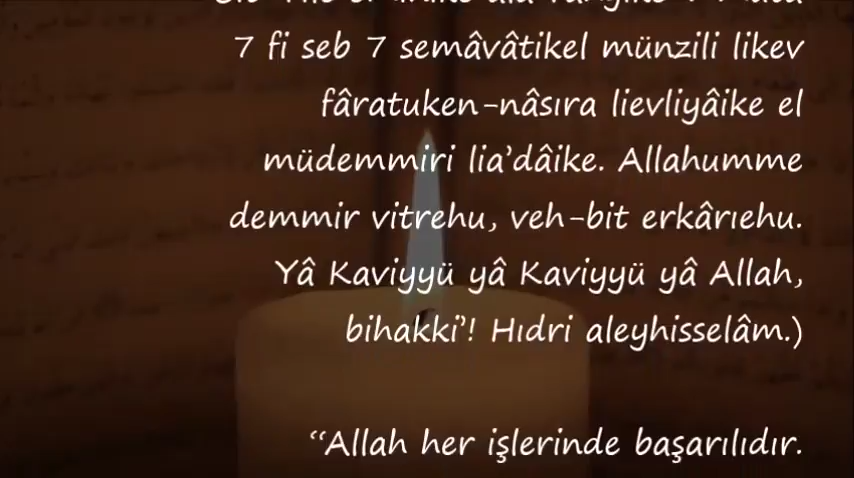 7 fi seb 7 semâvâtikel münzili likev
fâratuken-nâsıra lievliyâike el
müdemmiri lia’dâike. Allahumme
demmir vitrehu, veh-bit erkârıehu.
Yâ Kaviyyü yâ Kaviyyü yâ Allah,
bihakki’! Hıdri aleyhisselâm.)
“Allah her işlerinde başarılıdır.